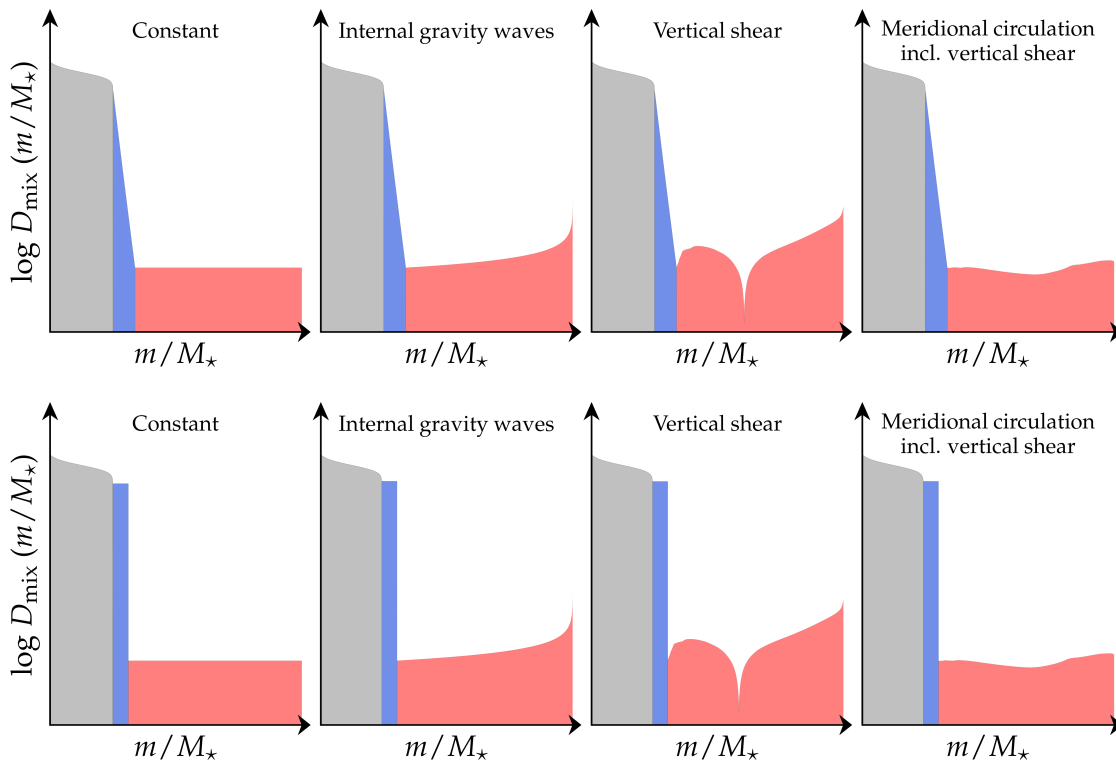 Constant
Internal gravity waves
Vertical shear
Meridional circulation
incl. vertical shear
log D_mix (m/M⋆)
m/M⋆
m/M⋆
m/M⋆
m/M⋆
Constant
Internal gravity waves
Vertical shear
Meridional circulation
incl. vertical shear
log D_mix (m/M⋆)
m/M⋆
m/M⋆
m/M⋆
m/M⋆